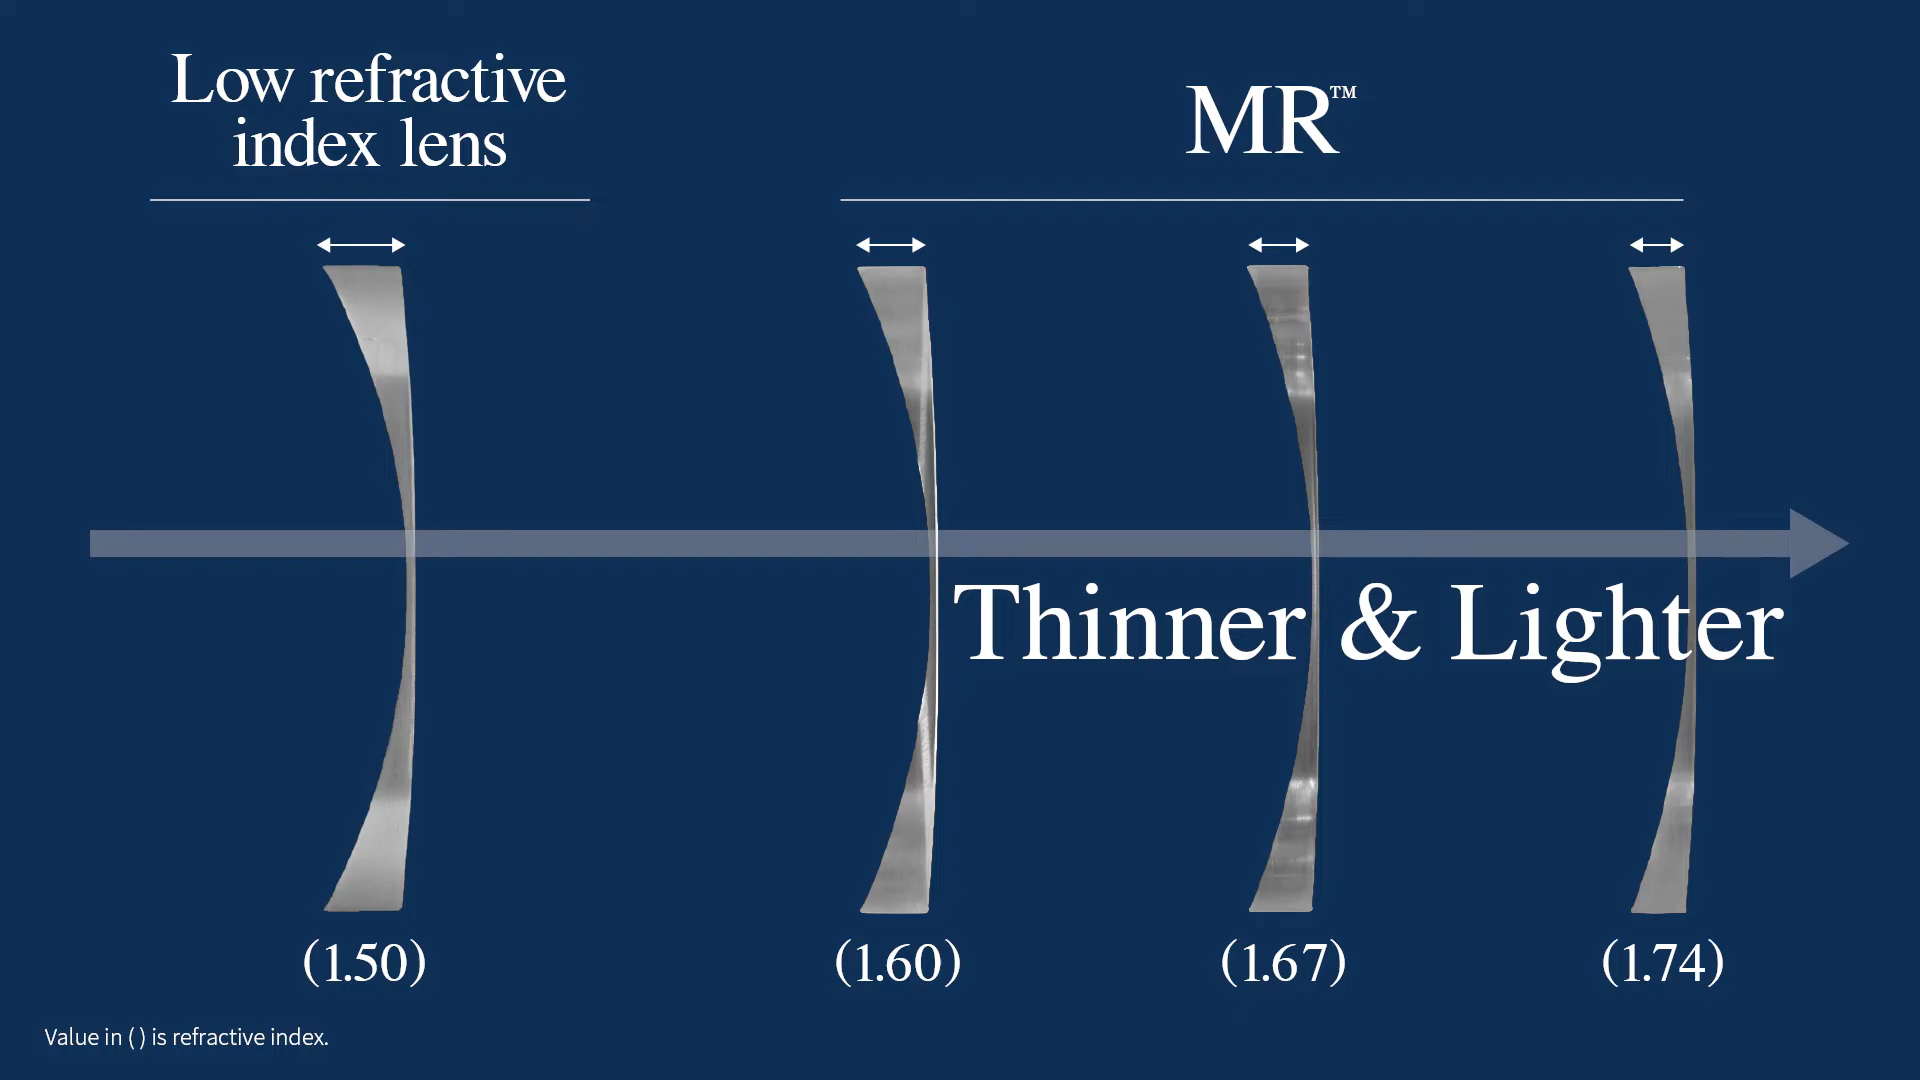 Low refractive
index lens
MR™
Thinner & Lighter
(1.50)
(1.60)
(1.67)
(1.74)
Value in ( ) is refractive index.